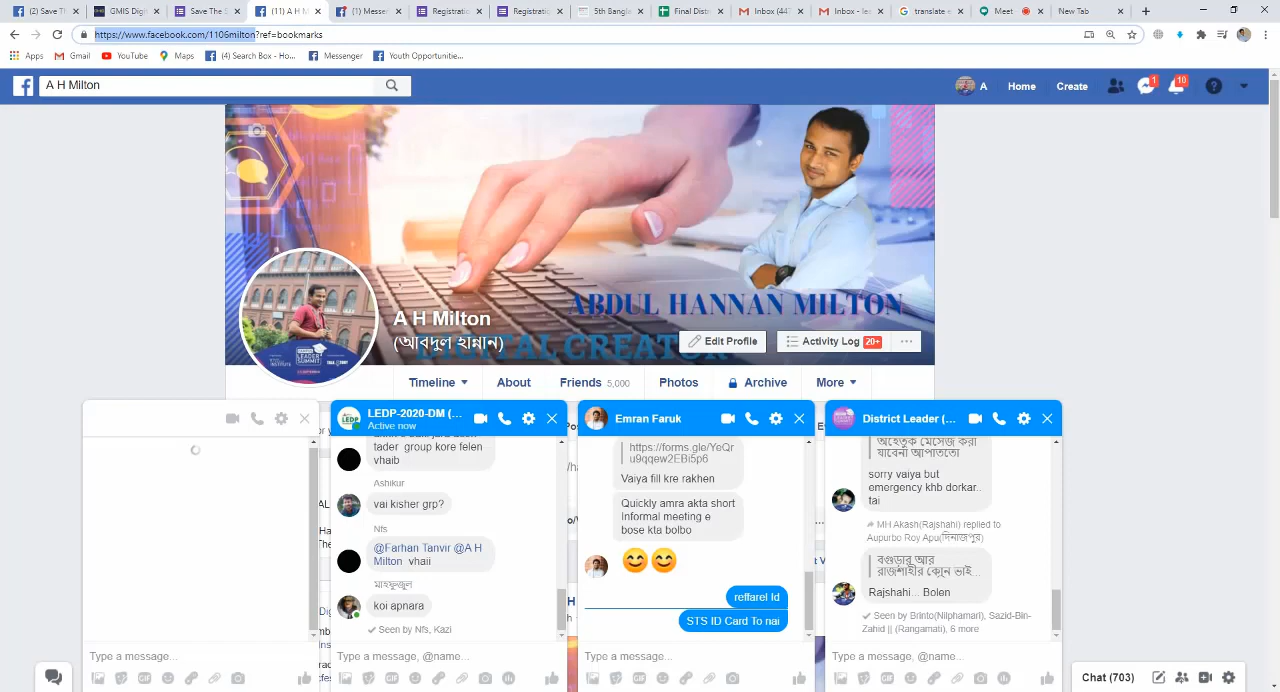 (2) Save Th
GMIS Digi
Save The S
(11) A H M
(1) Messen
Registratio
Registratio
5th Bangla
Final Distri
Inbox (447
Inbox - lea
translate e
Meet
New Tab
https://www.facebook.com/1106milton?ref=bookmarks
Apps
Gmail
YouTube
Maps
(4) Search Box - Ho...
Messenger
Youth Opportunitie...
A H Milton
A
Home
Create
1
10
ABDUL HANNAN MILTON
DIGITAL CREATOR
A H Milton
(আবদুল হান্নান)
Edit Profile
Activity Log 20+
Timeline
About
Friends 5,000
Photos
Archive
More
LEDP-2020-DM (...
Active now
tader group kore felen
vhaib
Ashikur
vai kisher grp?
Nfs
@Farhan Tanvir @A H
Milton vhaii
মাহফুজুল
koi apnara
Seen by Nfs, Kazi
Type a message, @name...
Emran Faruk
https://forms.gle/YeQr
u9qqew2EBi5p6
Vaiya fill kre rakhen
Quickly amra akta short
Informal meeting e
bose kta bolbo
reffarel Id
STS ID Card To nai
Type a message...
District Leader (...
অহেতুক মেসেজ করা
যাবেনা আপাততো
sorry vaiya but
emergency khb dorkar..
tai
MH Akash(Rajshahi) replied to
Aupurbo Roy Apu(দিনাজপুর)
বগুড়ার আর
রাজশাহীর কোন ভাই...
Rajshahi... Bolen
Seen by Brinto(Nilphamari), Sazid-Bin-
Zahid || (Rangamati), 6 more
Type a message, @name...
Type a message...
Chat (703)